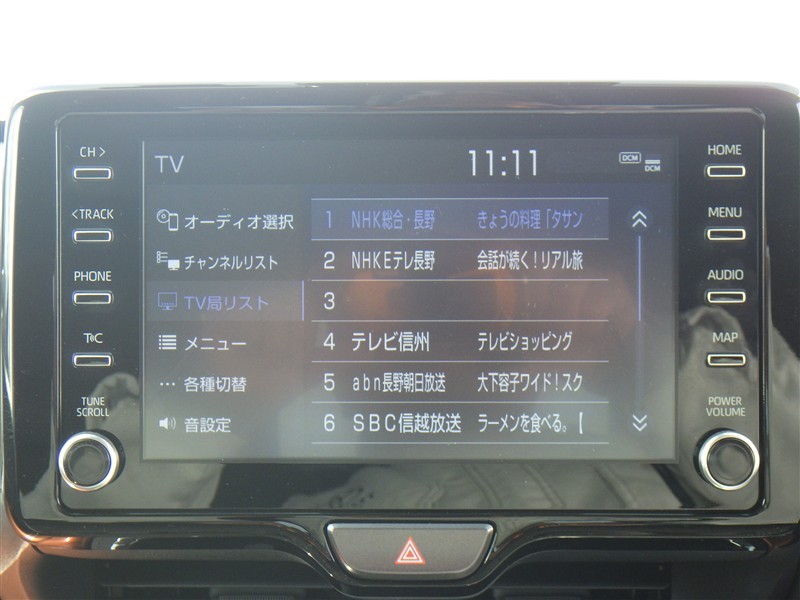 CH >
< TRACK
PHONE
T C
TUNE
SCROLL
TV
11:11
DCM
DCM
オーディオ選択
チャンネルリスト
TV局リスト
メニュー
各種切替
音設定
1 NHK総合・長野 きょうの料理「タサン
2 NHKEテレ長野 会話が続く！リアル旅
3
4 テレビ信州 テレビショッピング
5 abn長野朝日放送 大下容子ワイド！スク
6 SBC信越放送 ラーメンを食べる。【
HOME
MENU
AUDIO
MAP
POWER
VOLUME